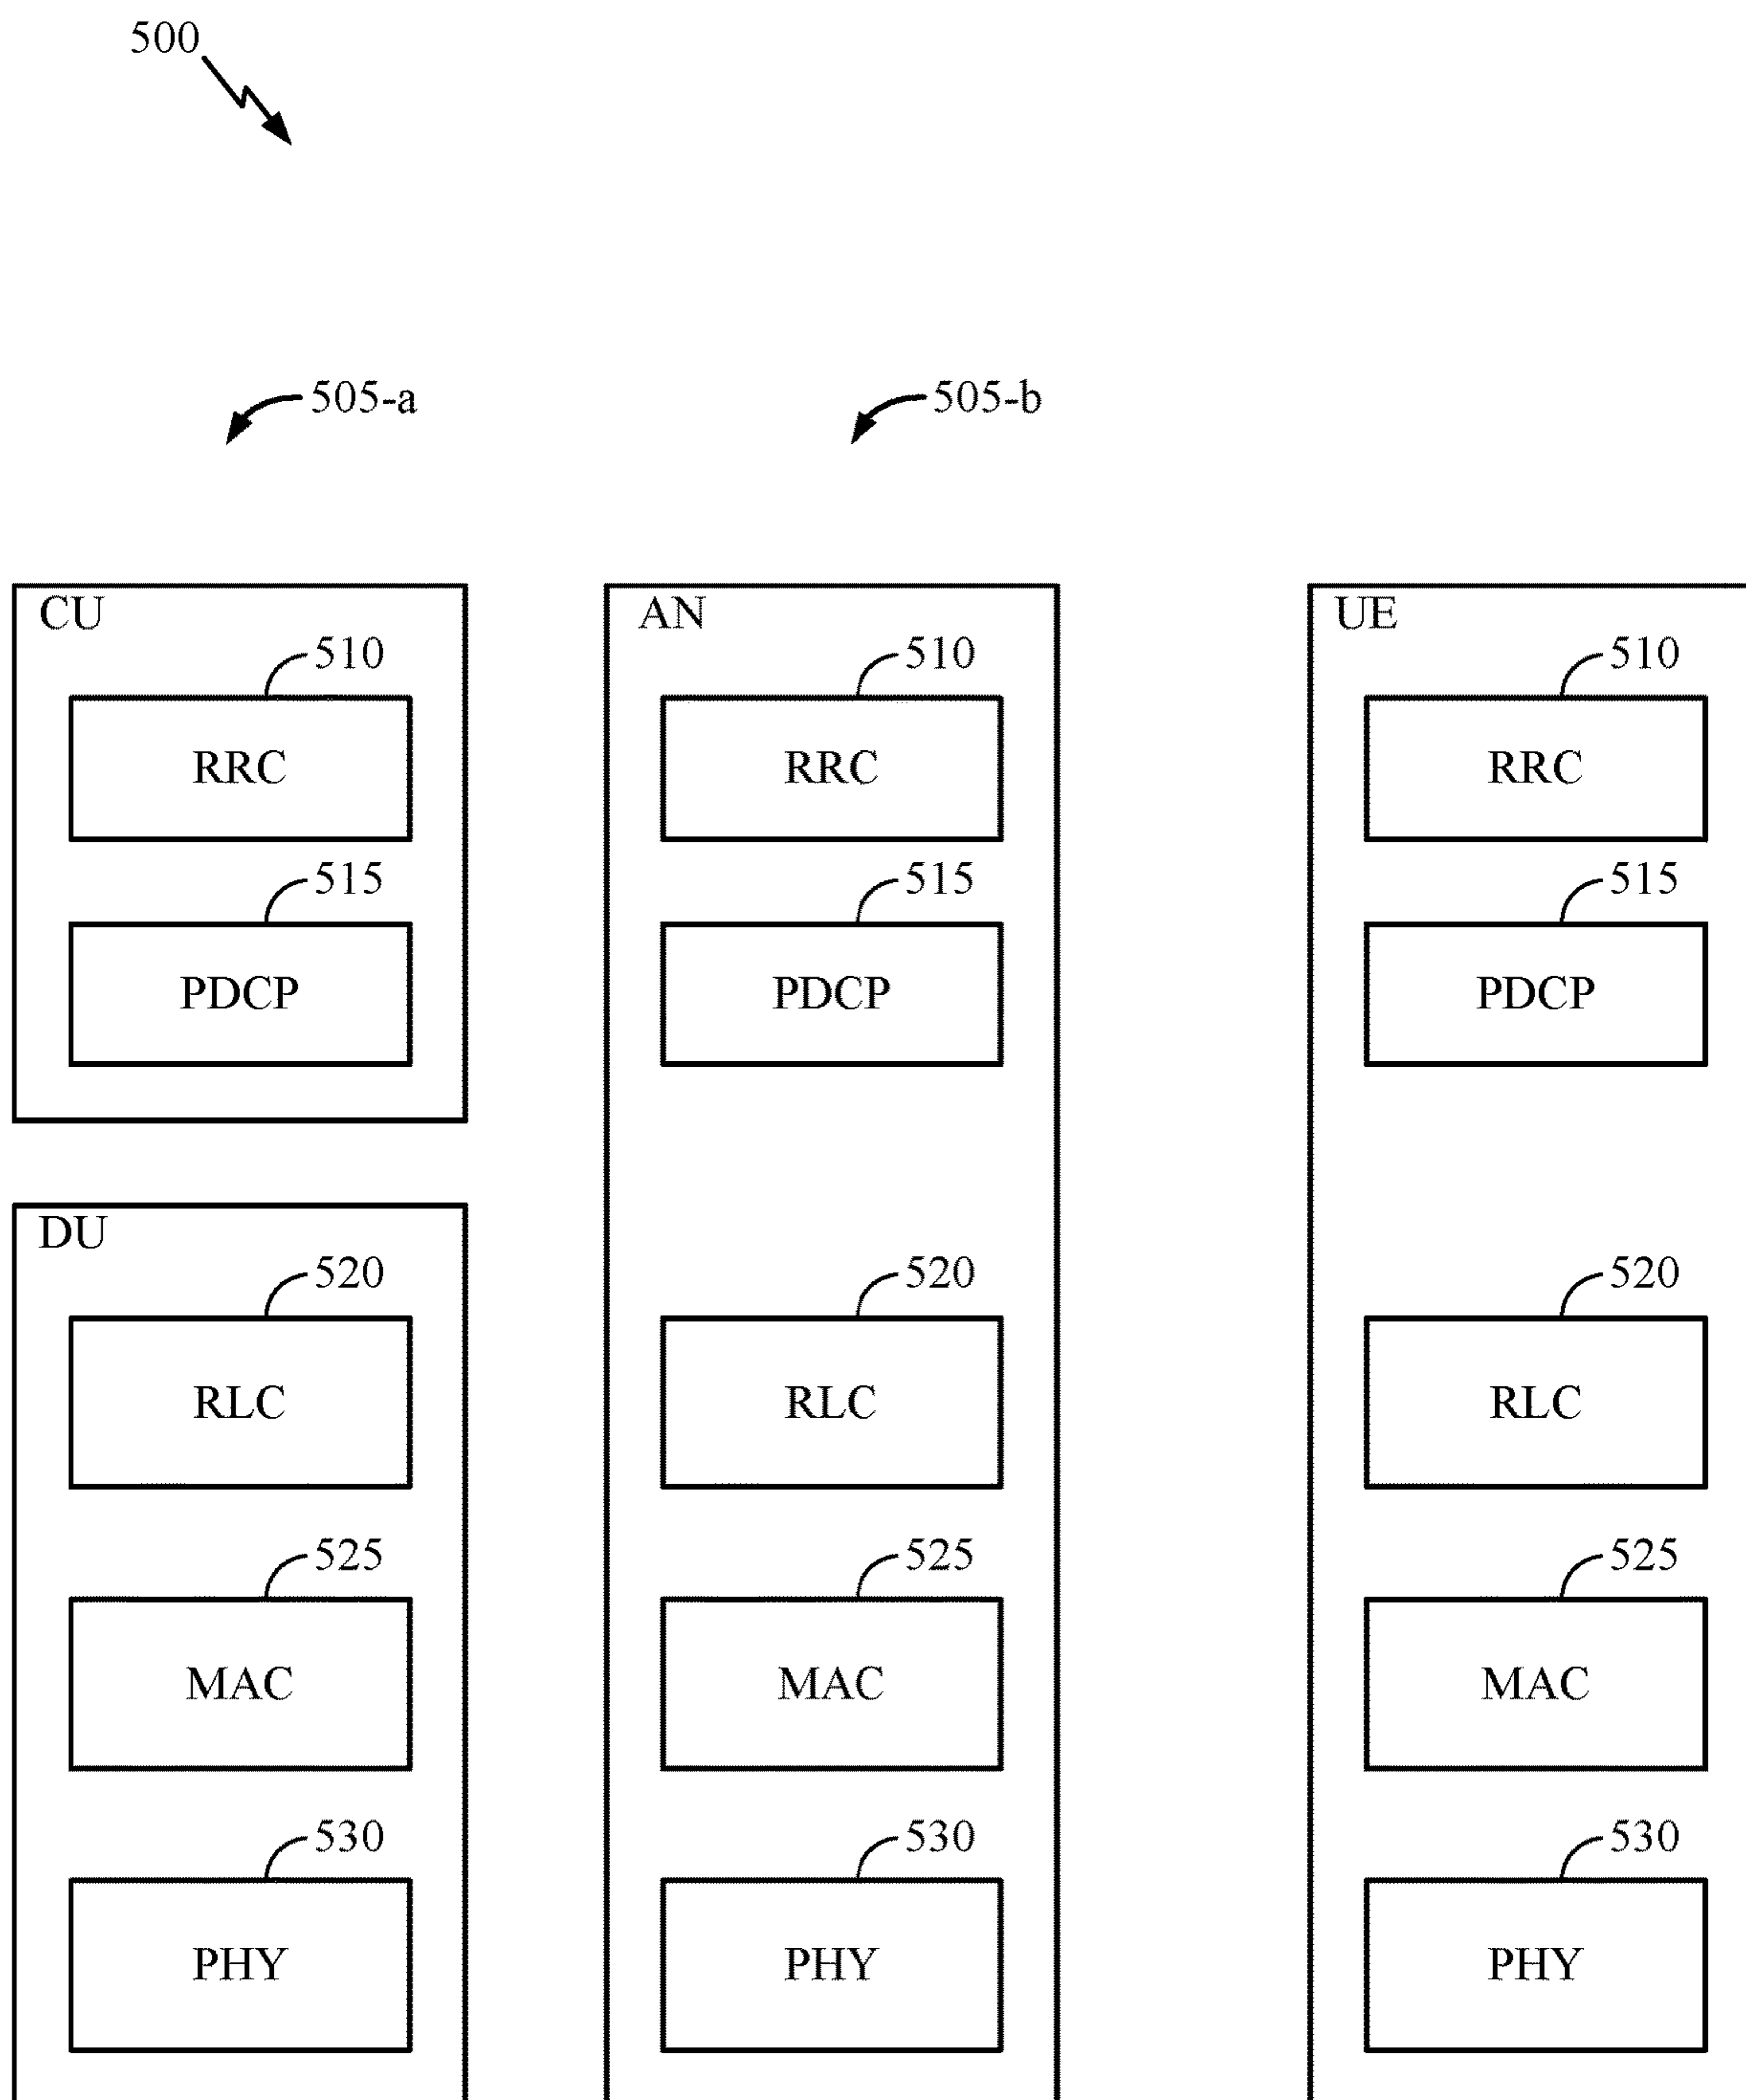 500
505-a 505-b
CU AN UE
510 510 510
RRC RRC RRC
515 515 515
PDCP PDCP PDCP
DU
520 520 520
RLC RLC RLC
525 525 525
MAC MAC MAC
530 530 530
PHY PHY PHY